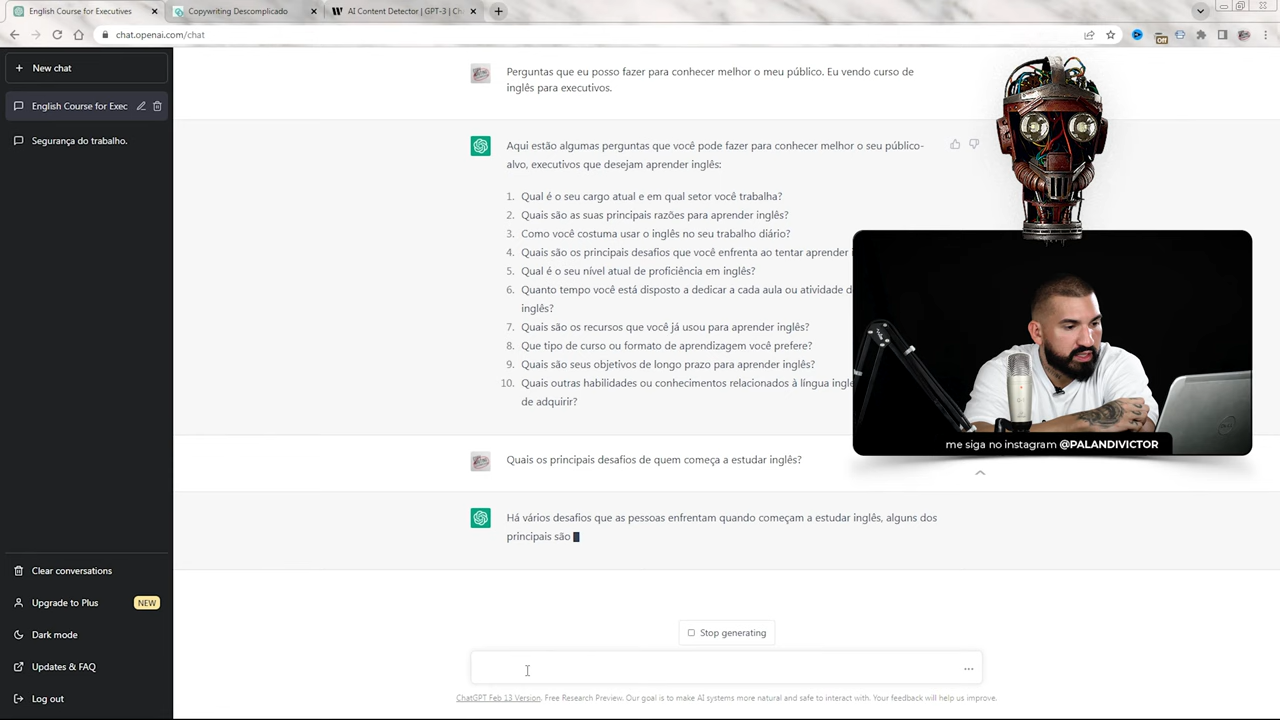 English Course for Executives
Copywriting Descomplicado
AI Content Detector | GPT-3 | Ch
chat.openai.com/chat
Off
New chat
English Course for Exec
Segurança do trabalho.
Perguntas que eu posso fazer para conhecer melhor o meu público. Eu vendo curso de
inglês para executivos.
Aqui estão algumas perguntas que você pode fazer para conhecer melhor o seu público-
alvo, executivos que desejam aprender inglês:
1. Qual é o seu cargo atual e em qual setor você trabalha?
2. Quais são as suas principais razões para aprender inglês?
3. Como você costuma usar o inglês no seu trabalho diário?
4. Quais são os principais desafios que você enfrenta ao tentar aprender i
5. Qual é o seu nível atual de proficiência em inglês?
6. Quanto tempo você está disposto a dedicar a cada aula ou atividade d
inglês?
7. Quais são os recursos que você já usou para aprender inglês?
8. Que tipo de curso ou formato de aprendizagem você prefere?
9. Quais são seus objetivos de longo prazo para aprender inglês?
10. Quais outras habilidades ou conhecimentos relacionados à língua ingle
de adquirir?
me siga no instagram @PALANDIVICTOR
Quais os principais desafios de quem começa a estudar inglês?
Há vários desafios que as pessoas enfrentam quando começam a estudar inglês, alguns dos
principais são
Clear conversations
Upgrade to Plus NEW
Dark mode
Updates & FAQ
Log out
Stop generating
ChatGPT Feb 13 Version. Free Research Preview. Our goal is to make AI systems more natural and safe to interact with. Your feedback will help us improve.